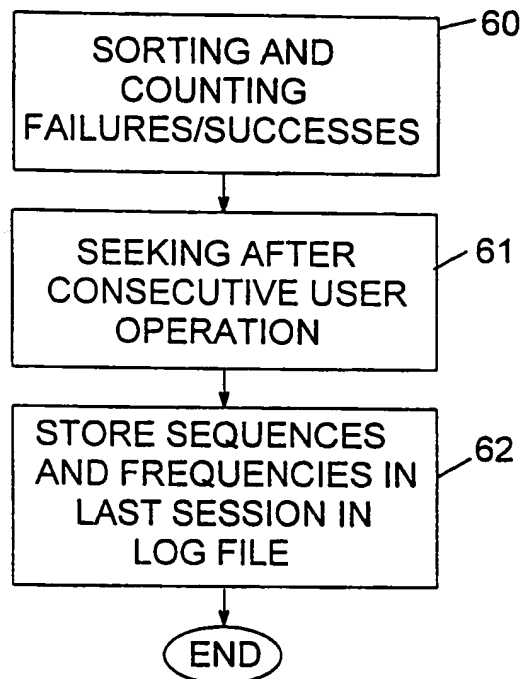 SORTING AND
COUNTING
FAILURES/SUCCESSES
60
SEEKING AFTER
CONSECUTIVE USER
OPERATION
61
STORE SEQUENCES
AND FREQUENCIES IN
LAST SESSION IN
LOG FILE
62
END